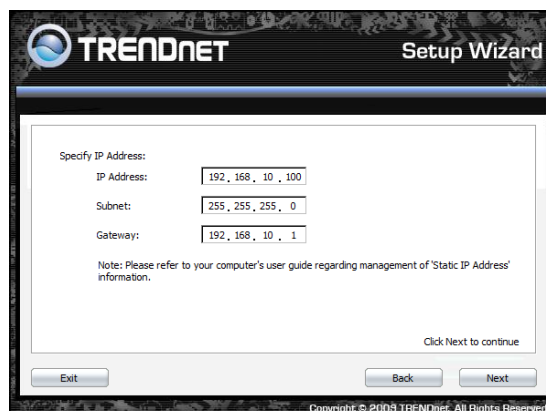 TRENDNET
Setup Wizard
Specify IP Address:
IP Address: 192 . 168 . 10 . 100
Subnet: 255 . 255 . 255 . 0
Gateway: 192 . 168 . 10 . 1
Note: Please refer to your computer's user guide regarding management of 'Static IP Address'
information.
Click Next to continue
Exit
Back
Next
Copyright © 2009 TRENDnet. All Rights Reserved